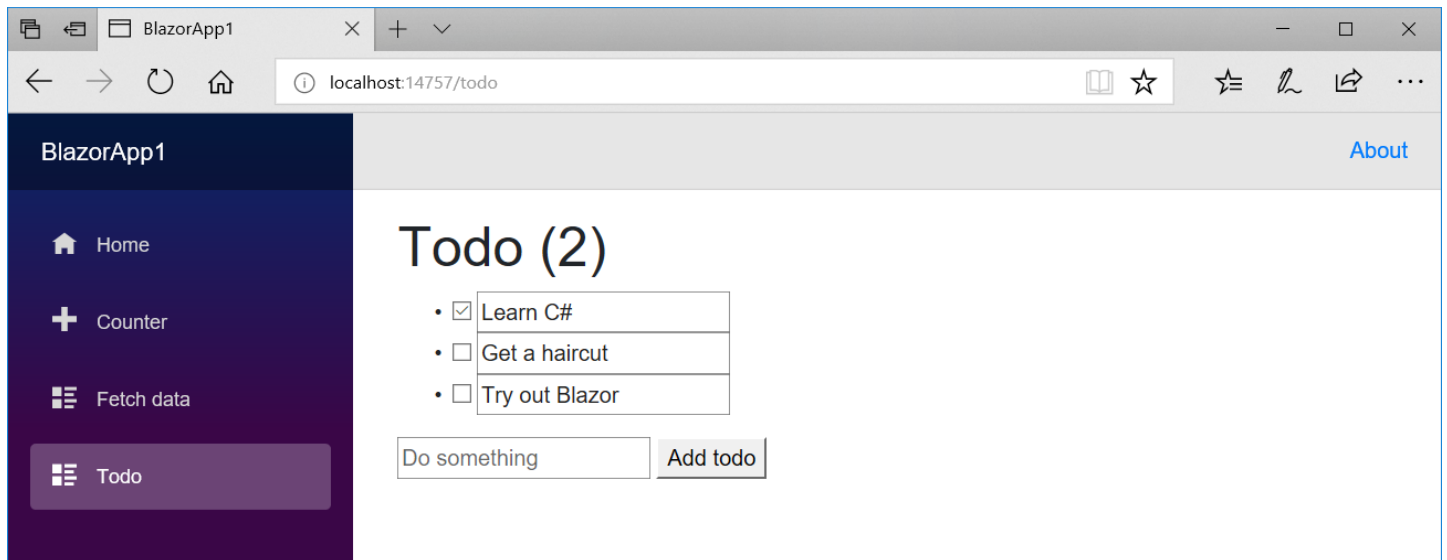 BlazorApp1
localhost:14757/todo
BlazorApp1
About
Home
Counter
Fetch data
Todo
Todo (2)
• Learn C#
• Get a haircut
• Try out Blazor
Do something Add todo